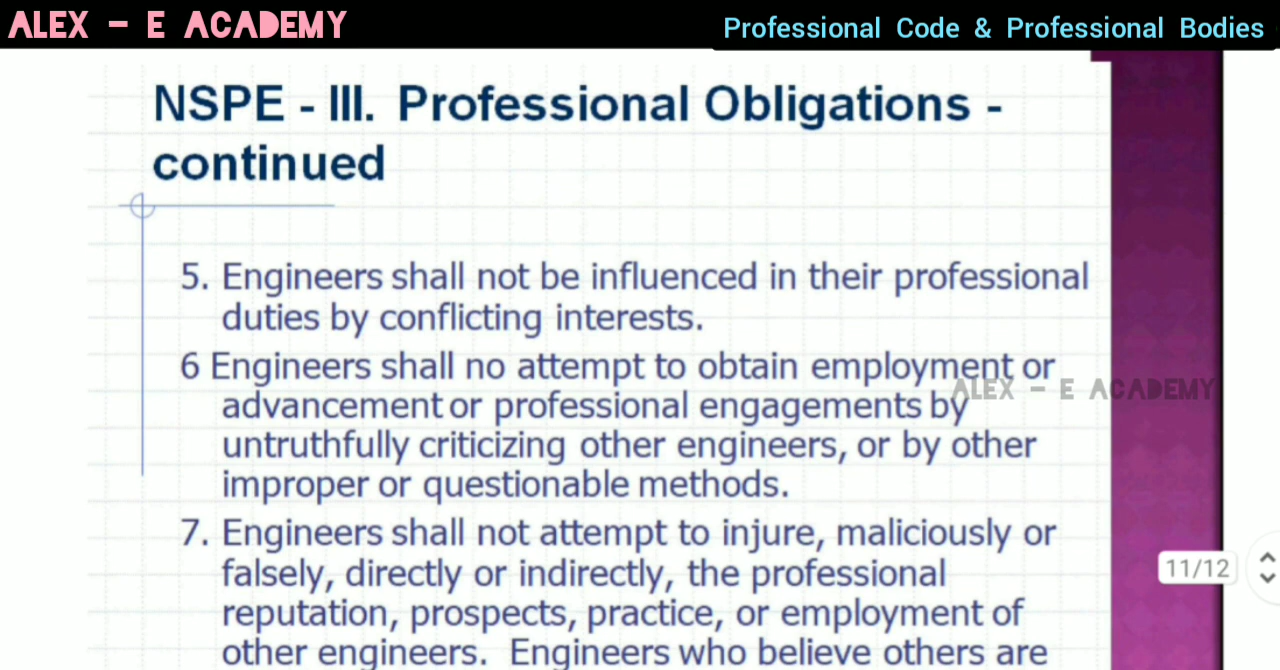 ALEX - E ACADEMY
Professional Code & Professional Bodies
NSPE - III. Professional Obligations -
continued
5. Engineers shall not be influenced in their professional
duties by conflicting interests.
6 Engineers shall no attempt to obtain employment or
advancement or professional engagements by
untruthfully criticizing other engineers, or by other
improper or questionable methods.
7. Engineers shall not attempt to injure, maliciously or
falsely, directly or indirectly, the professional
reputation, prospects, practice, or employment of
other engineers. Engineers who believe others are
ALEX - E ACADEMY
11/12